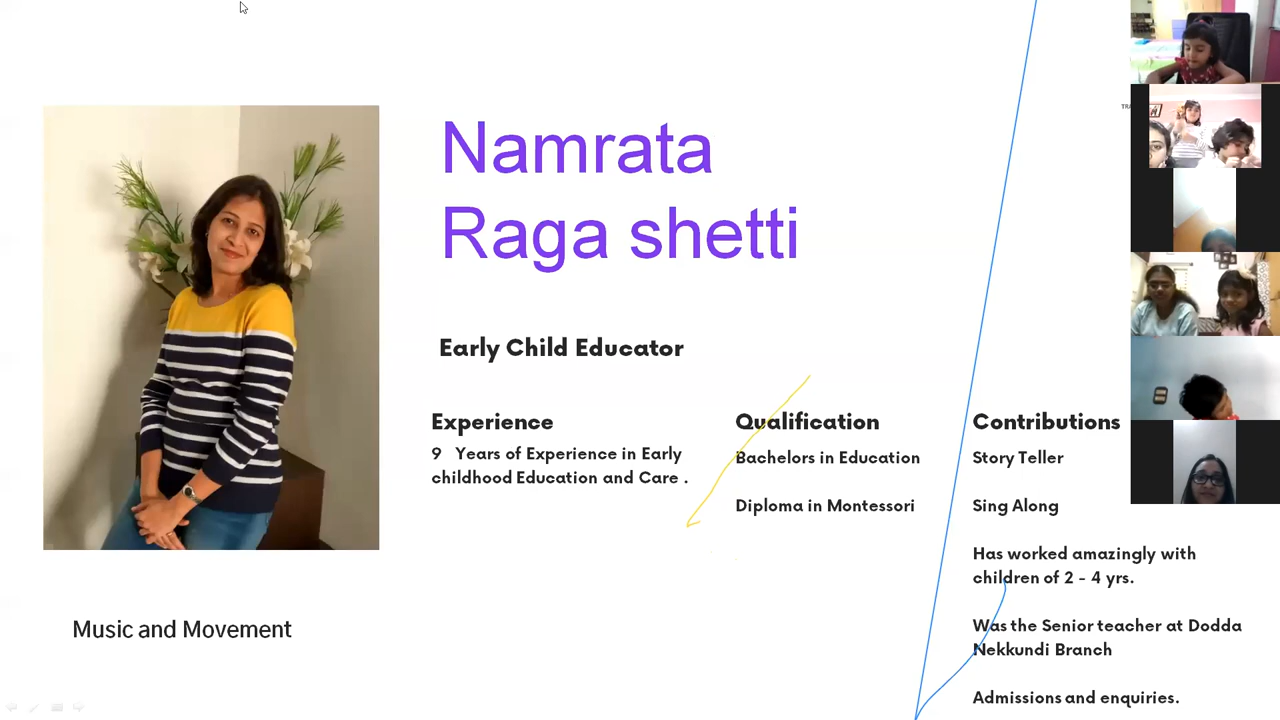 Namrata
Raga shetti
Early Child Educator
Experience
9 Years of Experience in Early
childhood Education and Care .
Qualification
Bachelors in Education
Diploma in Montessori
Contributions
Story Teller
Sing Along
Has worked amazingly with
children of 2 - 4 yrs.
Was the Senior teacher at Dodda
Nekkundi Branch
Admissions and enquiries.
Music and Movement